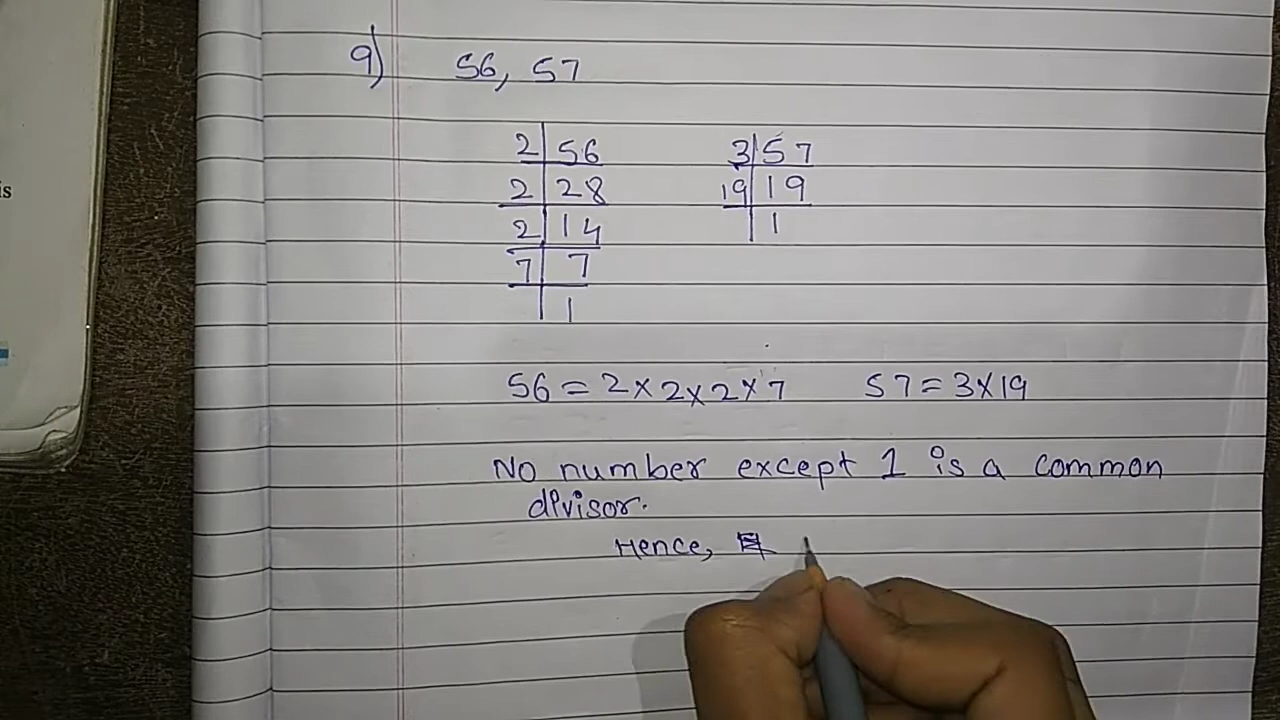 9) 56, 57
2 56 3 57
2 28 19 19
2 14 1
7 7
1
56 = 2 × 2 × 2 × 7 57 = 3 × 19
No number except 1 is a common
divisor.
Hence,
is